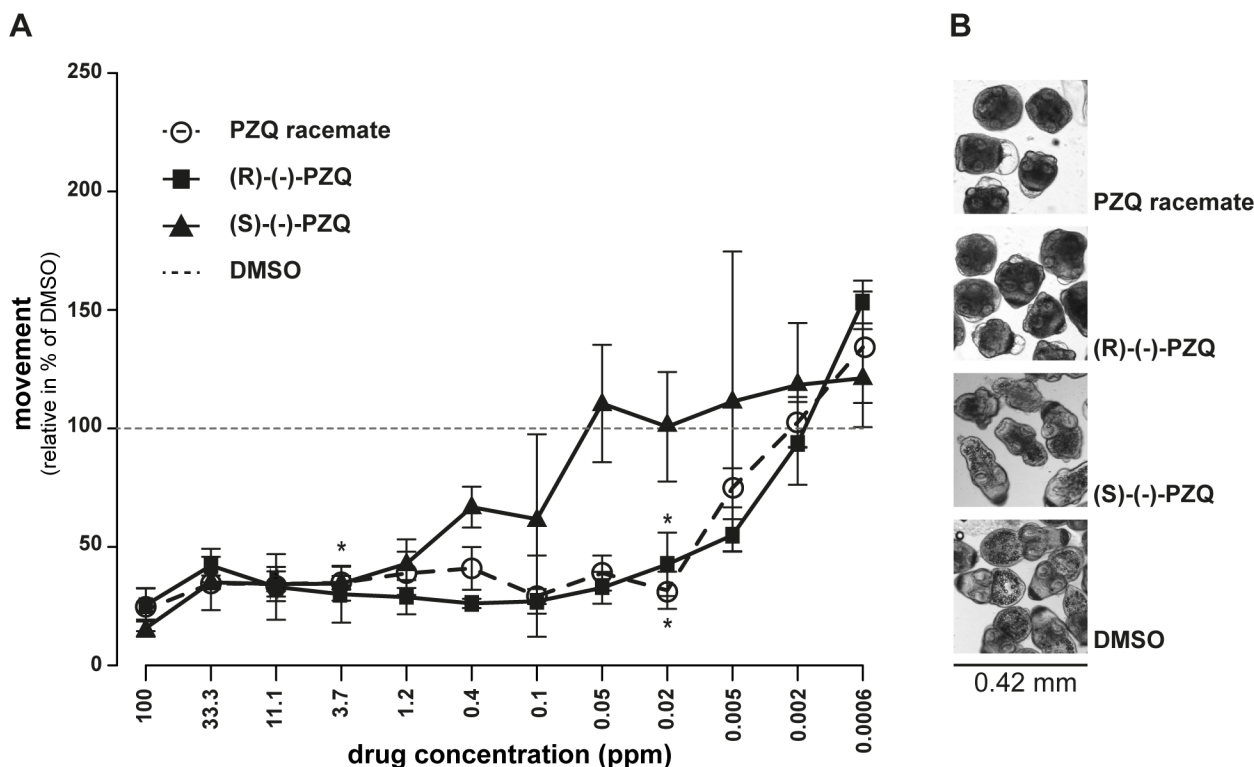 A
B
250
200
150
100
50
0
movement
(relative in % of DMSO)
PZQ racemate
(R)-(-)-PZQ
(S)-(-)-PZQ
DMSO
*
*
*
100
33.3
11.1
3.7
1.2
0.4
0.1
0.05
0.02
0.005
0.002
0.0006
drug concentration (ppm)
PZQ racemate
(R)-(-)-PZQ
(S)-(-)-PZQ
DMSO
0.42 mm